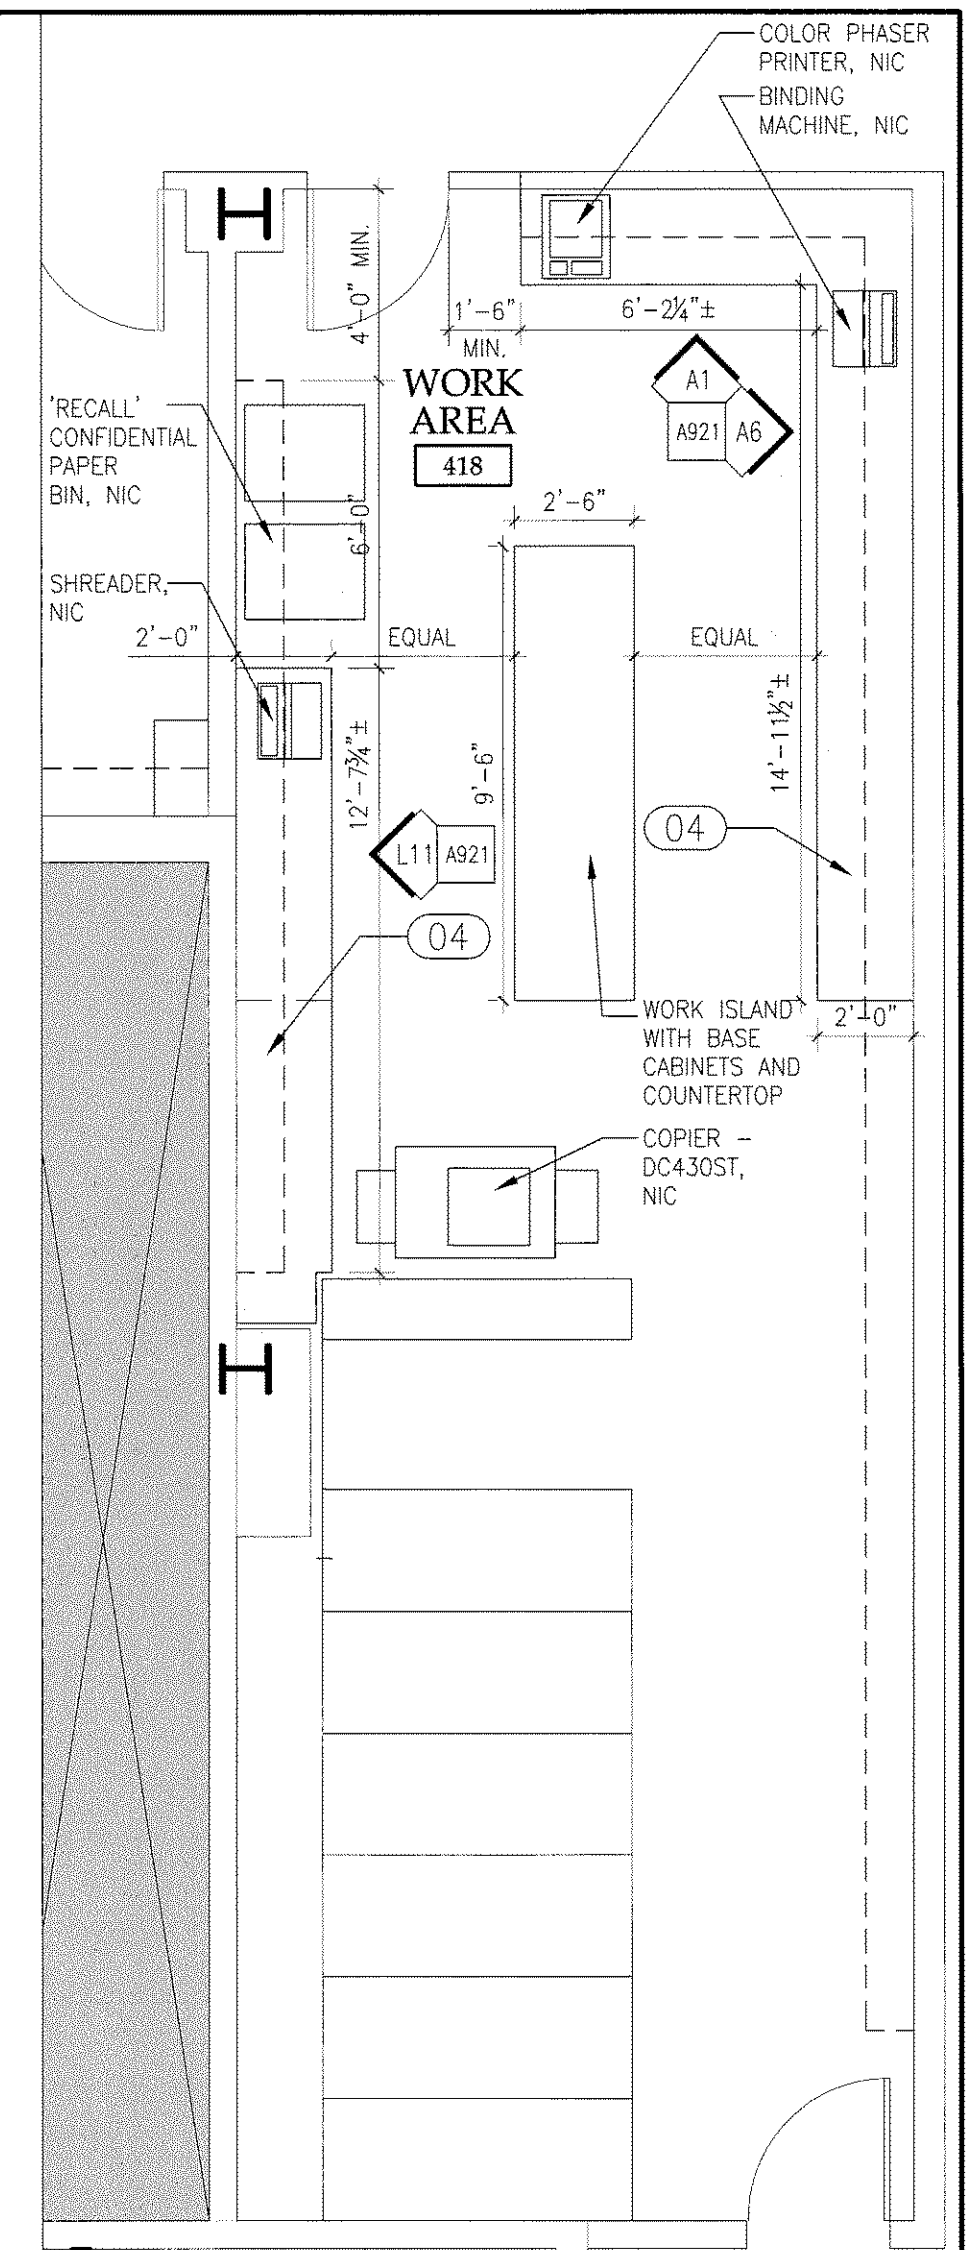 COLOR PHASER
PRINTER, NIC
BINDING
MACHINE, NIC
4'-0" MIN.
1'-6"
MIN.
6'-2¼"±
WORK
AREA
418
A1
A921
A6
'RECALL'
CONFIDENTIAL
PAPER
BIN, NIC
6'-0"
2'-6"
SHREADER,
NIC
2'-0"
EQUAL
EQUAL
12'-7¾"±
9'-6"
14'-11½"±
04
L11
A921
04
WORK ISLAND
WITH BASE
CABINETS AND
COUNTERTOP
2'-0"
COPIER -
DC430ST,
NIC